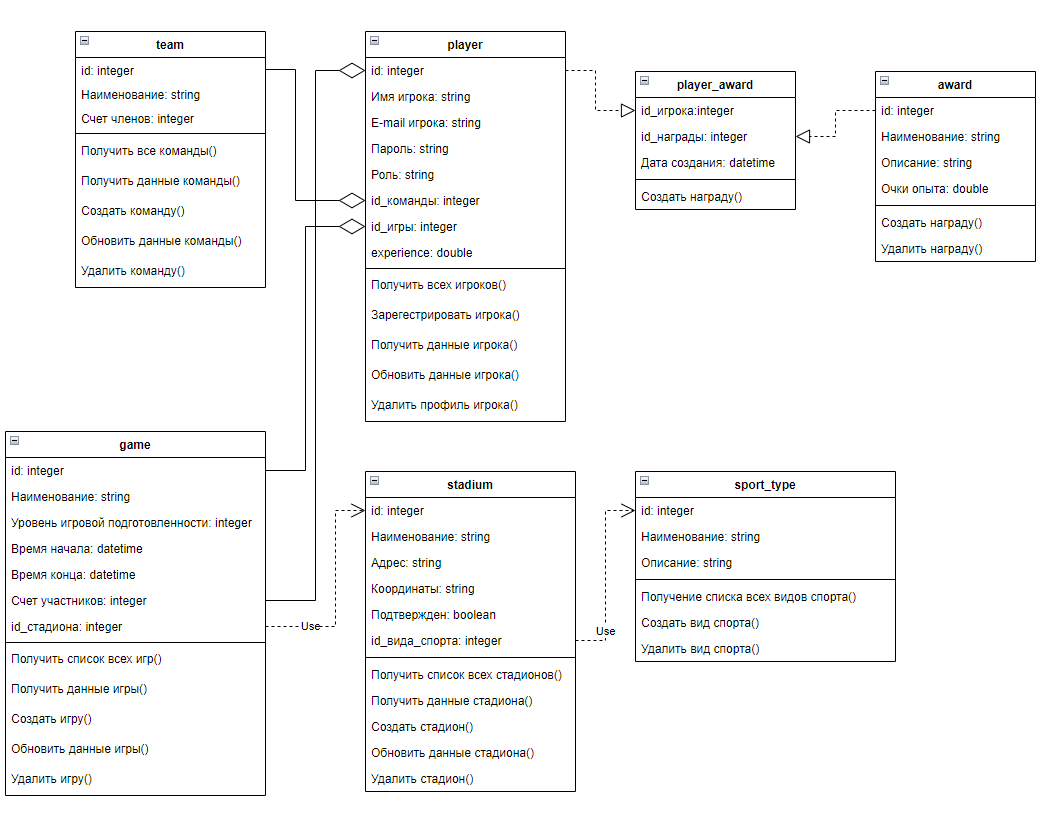 team
id: integer
Наименование: string
Счет членов: integer
Получить все команды()
Получить данные команды()
Создать команду()
Обновить данные команды()
Удалить команду()
player
id: integer
Имя игрока: string
E-mail игрока: string
Пароль: string
Роль: string
id_команды: integer
id_игры: integer
experience: double
Получить всех игроков()
Зарегестрировать игрока()
Получить данные игрока()
Обновить данные игрока()
Удалить профиль игрока()
player_award
id_игрока:integer
id_награды: integer
Дата создания: datetime
Создать награду()
award
id: integer
Наименование: string
Описание: string
Очки опыта: double
Создать награду()
Удалить награду()
game
id: integer
Наименование: string
Уровень игровой подготовленности: integer
Время начала: datetime
Время конца: datetime
Счет участников: integer
id_стадиона: integer
Получить список всех игр()
Получить данные игры()
Создать игру()
Обновить данные игры()
Удалить игру()
Use
stadium
id: integer
Наименование: string
Адрес: string
Координаты: string
Подтвержден: boolean
id_вида_спорта: integer
Получить список всех стадионов()
Получить данные стадиона()
Создать стадион()
Обновить данные стадиона()
Удалить стадион()
Use
sport_type
id: integer
Наименование: string
Описание: string
Получение списка всех видов спорта()
Создать вид спорта()
Удалить вид спорта()